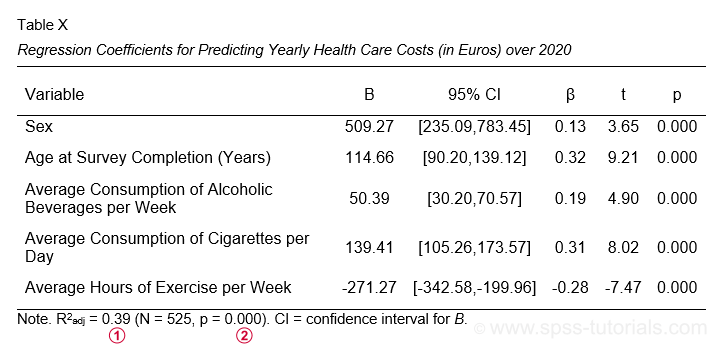 Table X
Regression Coefficients for Predicting Yearly Health Care Costs (in Euros) over 2020
Variable B 95% CI β t p
Sex 509.27 [235.09,783.45] 0.13 3.65 0.000
Age at Survey Completion (Years) 114.66 [90.20,139.12] 0.32 9.21 0.000
Average Consumption of Alcoholic
Beverages per Week 50.39 [30.20,70.57] 0.19 4.90 0.000
Average Consumption of Cigarettes per
Day 139.41 [105.26,173.57] 0.31 8.02 0.000
Average Hours of Exercise per Week -271.27 [-342.58,-199.96] -0.28 -7.47 0.000
Note. R²adj = 0.39 (N = 525, p = 0.000). CI = confidence interval for B.
① ②
www.spss-tutorials.com